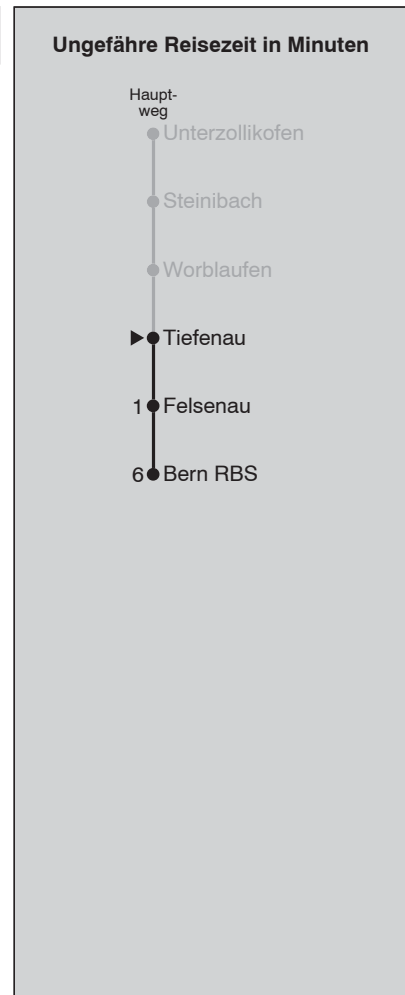 Ungefähre Reisezeit in Minuten
Haupt-
weg
Unterzollikofen
Steinibach
Worblaufen
Tiefenau
1 Felsenau
6 Bern RBS